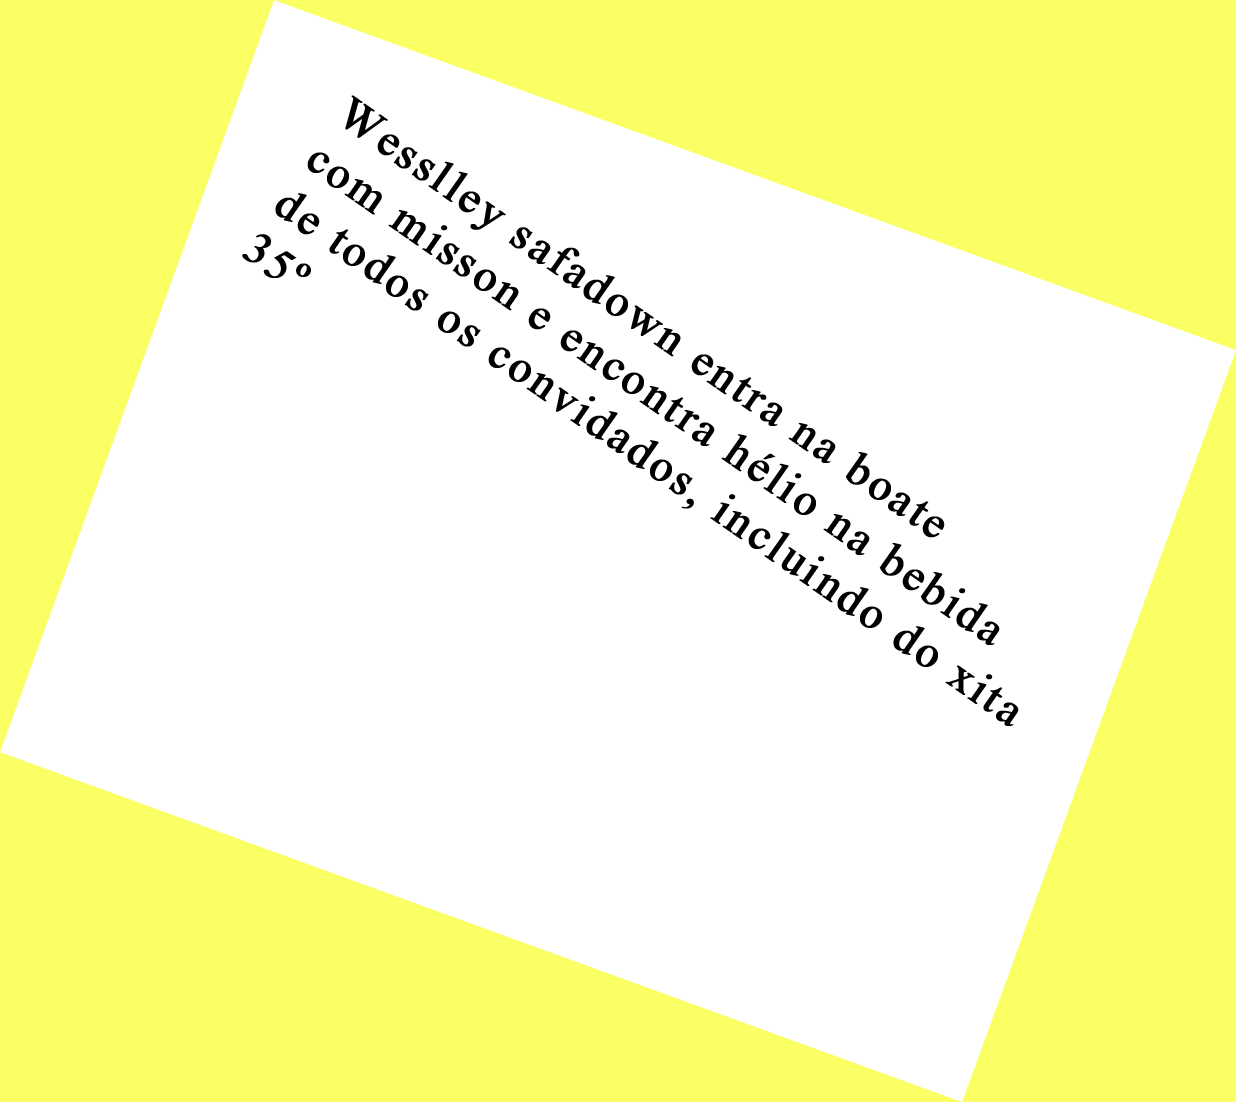 Wesslley safadown entra na boate
com misson e encontra hélio na bebida
de todos os convidados, incluindo do xita
35º